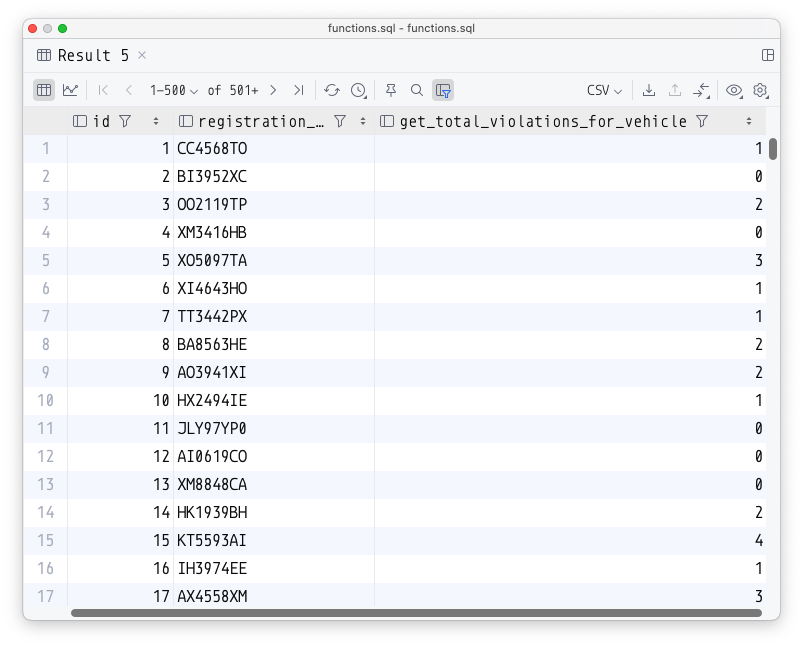 functions.sql – functions.sql
Result 5 ×
1–500 of 501+ CSV
id registration_… get_total_violations_for_vehicle
1 1 CC4568TO 1
2 2 BI3952XC 0
3 3 OO2119TP 2
4 4 XM3416HB 0
5 5 XO5097TA 3
6 6 XI4643HO 1
7 7 TT3442PX 1
8 8 BA8563HE 2
9 9 AO3941XI 2
10 10 HX2494IE 1
11 11 JLY97YP0 0
12 12 AI0619CO 0
13 13 XM8848CA 0
14 14 HK1939BH 2
15 15 KT5593AI 4
16 16 IH3974EE 1
17 17 AX4558XM 3